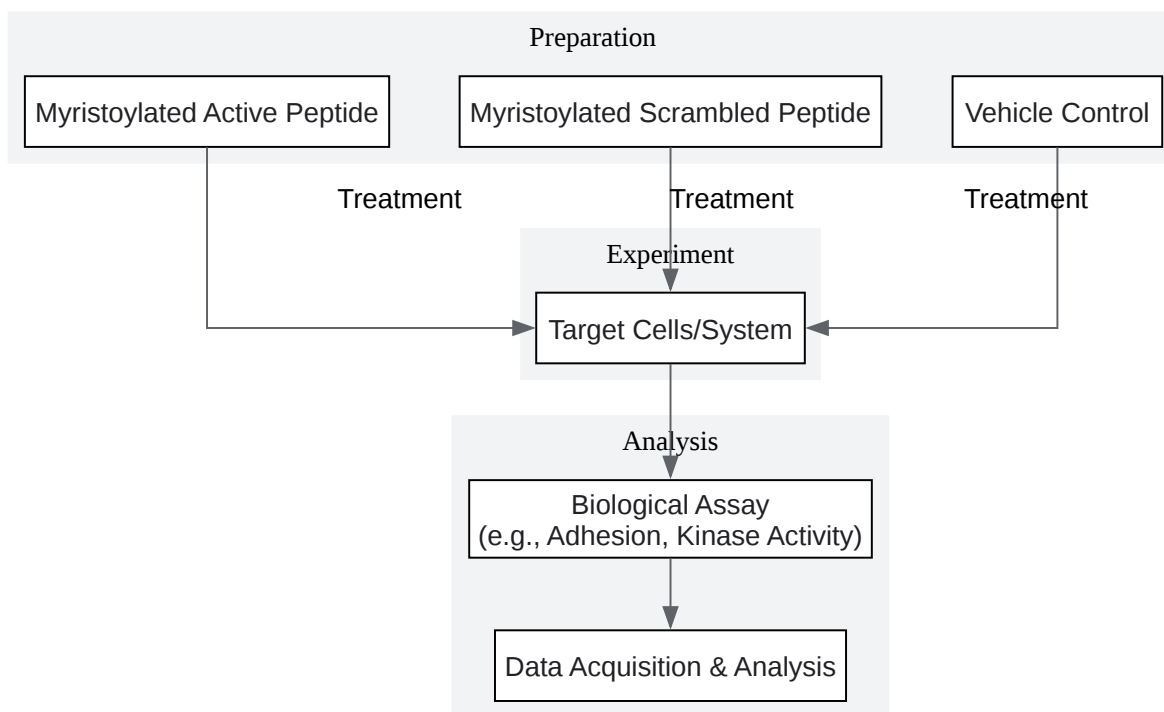 Preparation
Myristoylated Active Peptide
Myristoylated Scrambled Peptide
Vehicle Control
Treatment
Treatment
Treatment
Experiment
Target Cells/System
Analysis
Biological Assay
(e.g., Adhesion, Kinase Activity)
Data Acquisition & Analysis